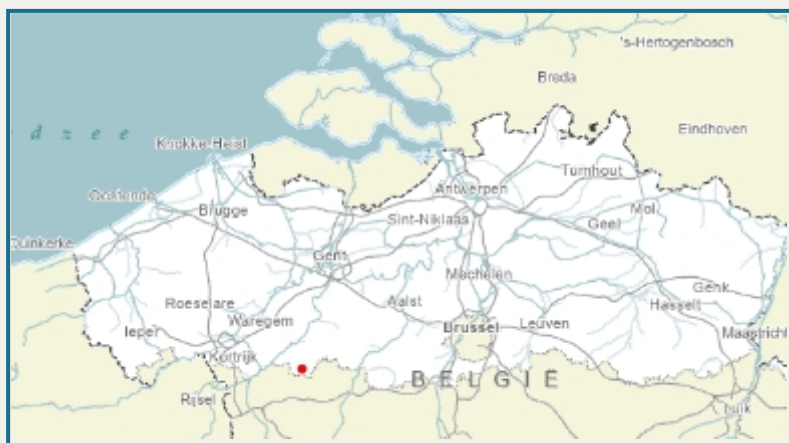 's-Hertogenbosch
Breda
d z e e
Eindhoven
Knokke-Heist
Turnhout
Antwerpen
Oostende
Brugge
Mol
Sint-Niklaas
Geel
Duinkerke
Gent
Mechelen
Genk
Roeselare
Aalst
Hasselt
Waregem
Brussel
Leuven
Ieper
Maastricht
Kortrijk
BELGIË
Rijsel
Luik